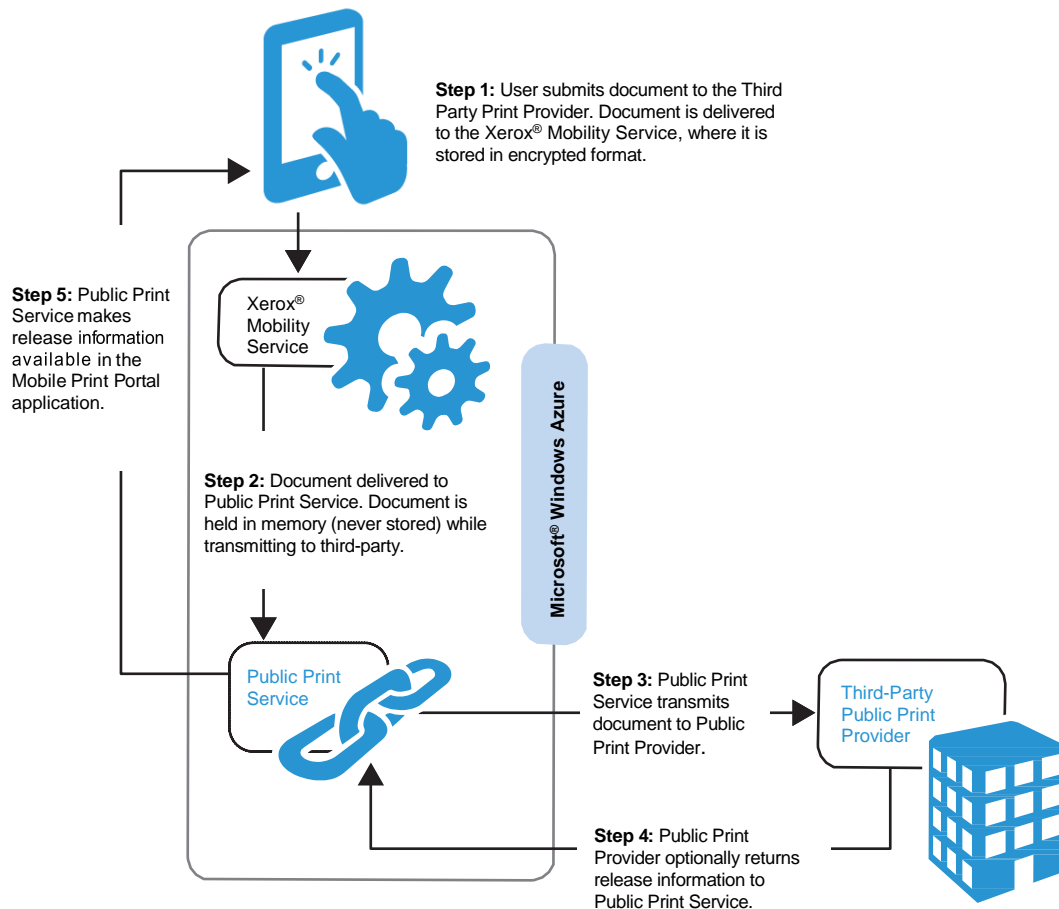 Step 1: User submits document to the Third
Party Print Provider. Document is delivered
to the Xerox® Mobility Service, where it is
stored in encrypted format.
Step 5: Public Print
Service makes
release information
available in the
Mobile Print Portal
application.
Xerox®
Mobility
Service
Microsoft® Windows Azure
Step 2: Document delivered to
Public Print Service. Document is
held in memory (never stored) while
transmitting to third-party.
Public Print
Service
Step 3: Public Print
Service transmits
document to Public
Print Provider.
Third-Party
Public Print
Provider
Step 4: Public Print
Provider optionally returns
release information to
Public Print Service.